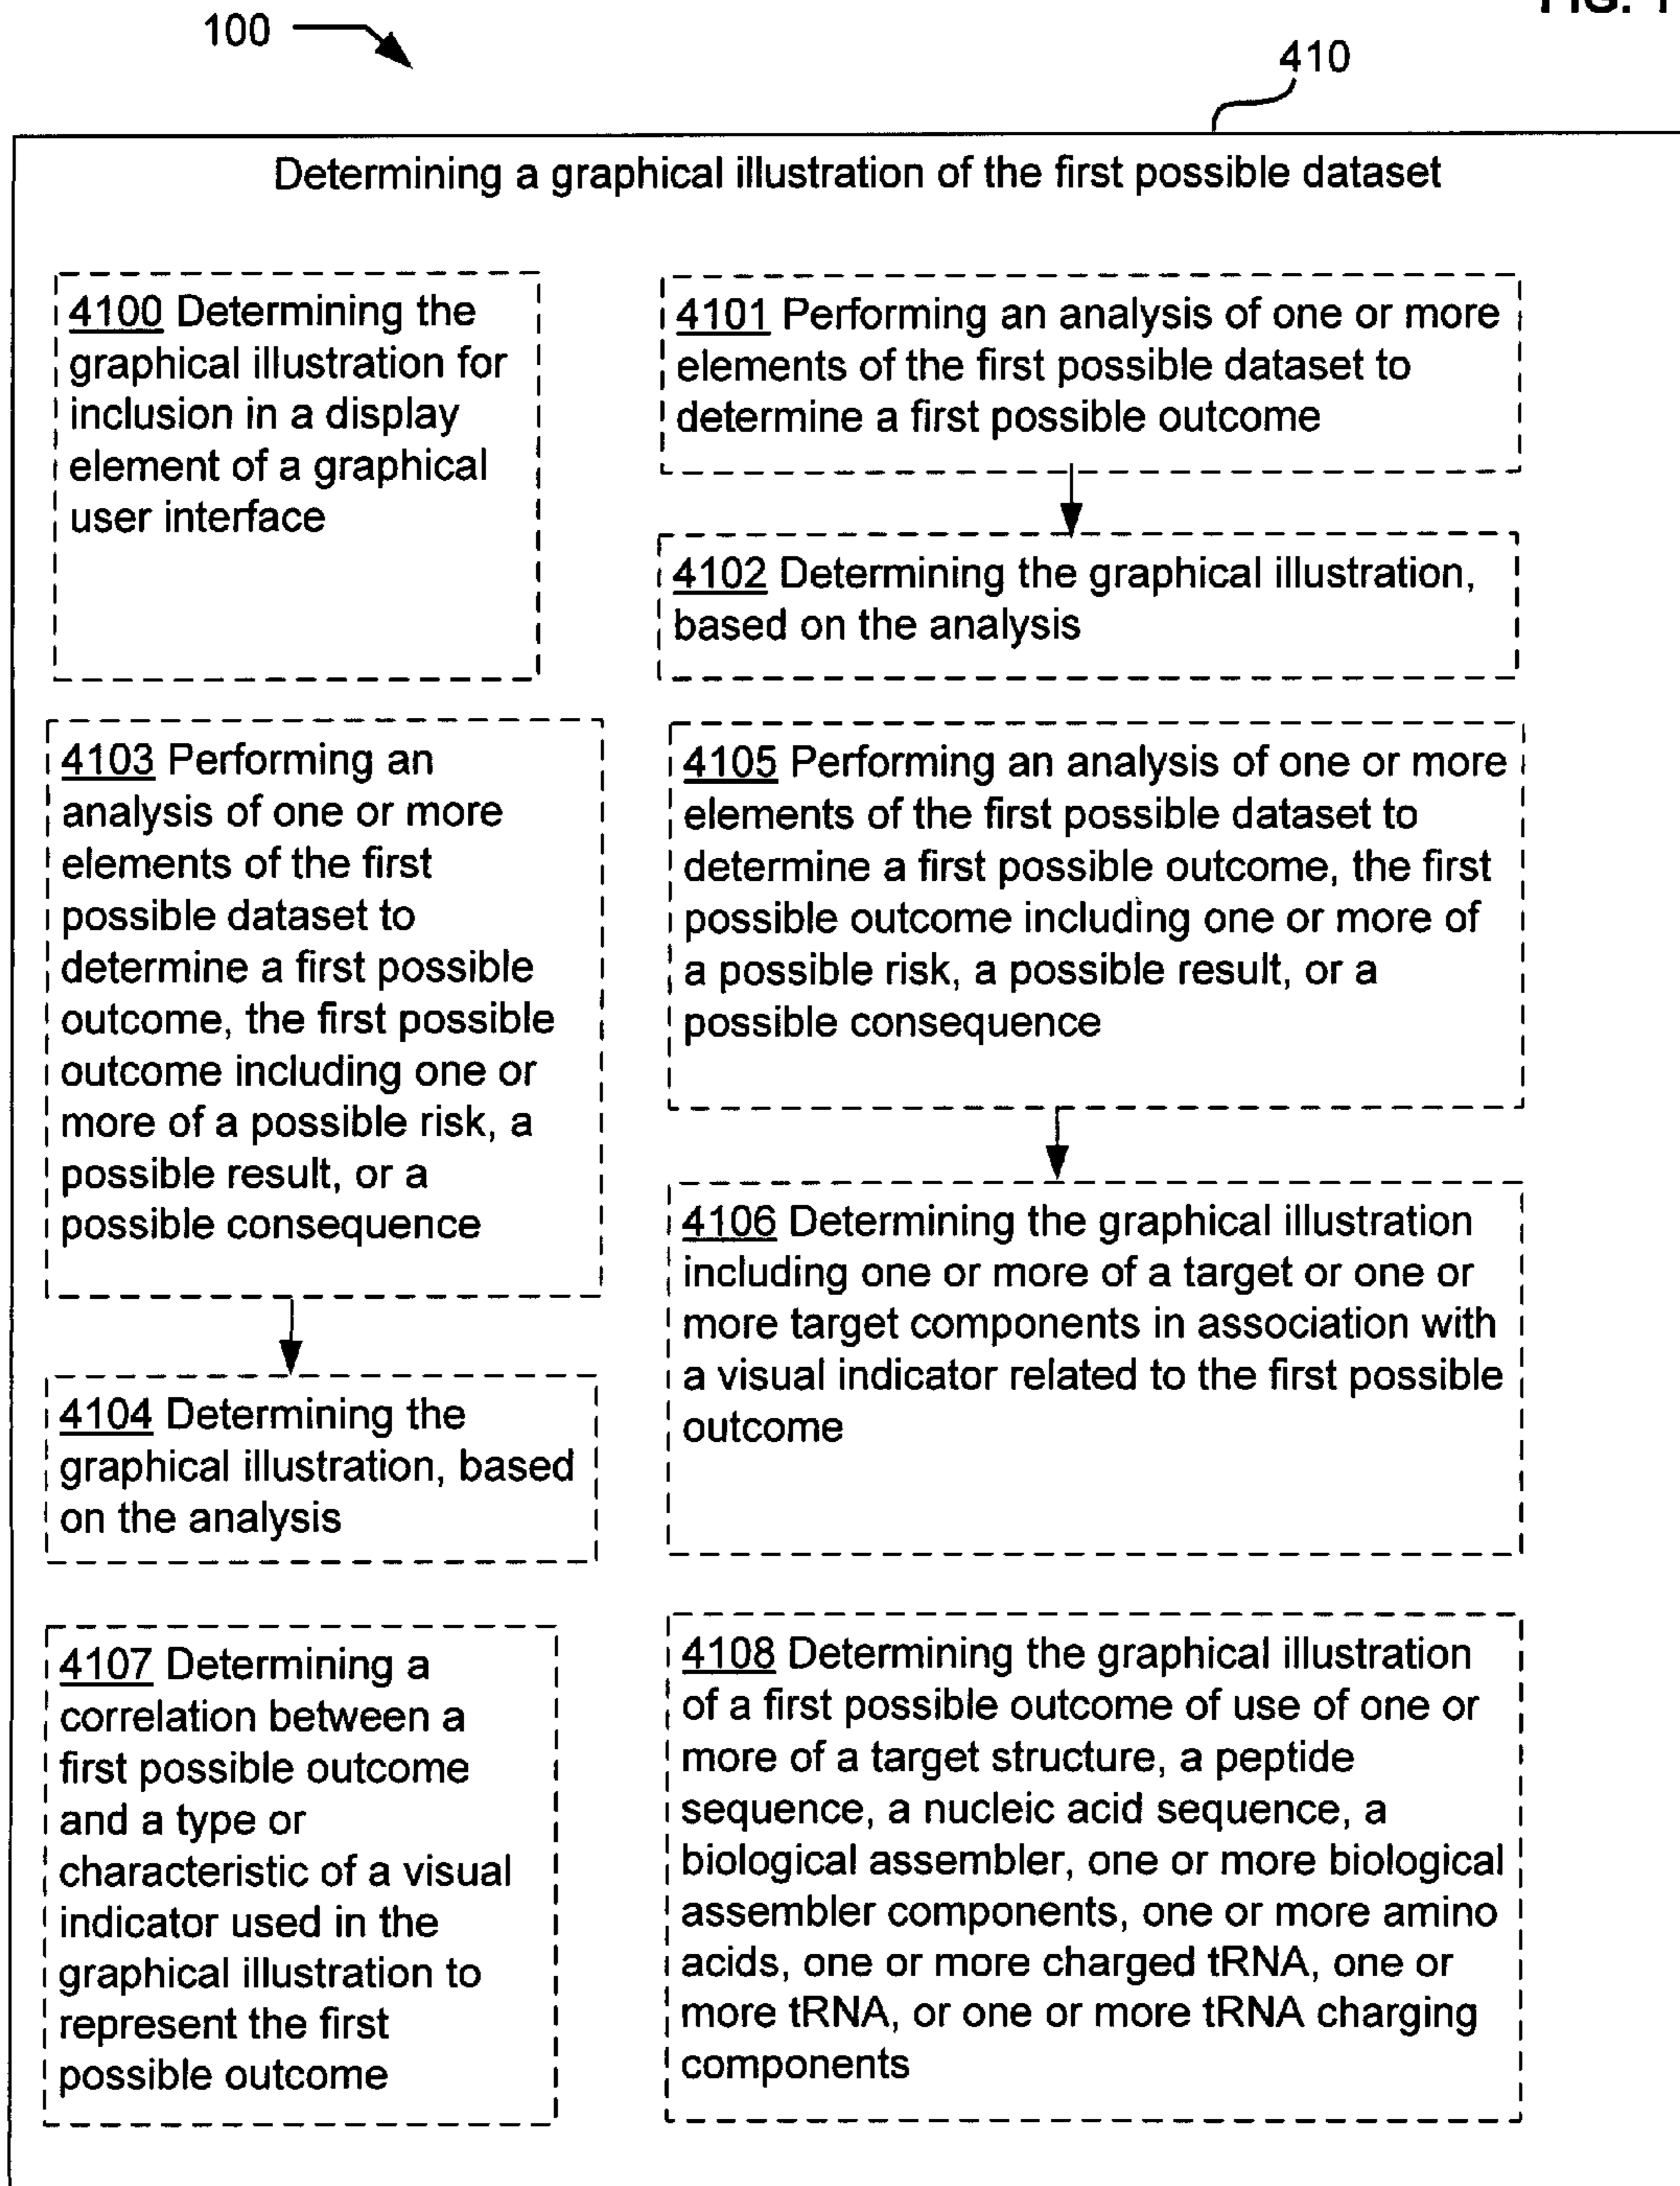 FIG. 1
100
410
Determining a graphical illustration of the first possible dataset
4100 Determining the
graphical illustration for
inclusion in a display
element of a graphical
user interface
4101 Performing an analysis of one or more
elements of the first possible dataset to
determine a first possible outcome
4102 Determining the graphical illustration,
based on the analysis
4103 Performing an
analysis of one or more
elements of the first
possible dataset to
determine a first possible
outcome, the first possible
outcome including one or
more of a possible risk, a
possible result, or a
possible consequence
4104 Determining the
graphical illustration, based
on the analysis
4105 Performing an analysis of one or more
elements of the first possible dataset to
determine a first possible outcome, the first
possible outcome including one or more of
a possible risk, a possible result, or a
possible consequence
4106 Determining the graphical illustration
including one or more of a target or one or
more target components in association with
a visual indicator related to the first possible
outcome
4107 Determining a
correlation between a
first possible outcome
and a type or
characteristic of a visual
indicator used in the
graphical illustration to
represent the first
possible outcome
4108 Determining the graphical illustration
of a first possible outcome of use of one or
more of a target structure, a peptide
sequence, a nucleic acid sequence, a
biological assembler, one or more biological
assembler components, one or more amino
acids, one or more charged tRNA, one or
more tRNA, or one or more tRNA charging
components